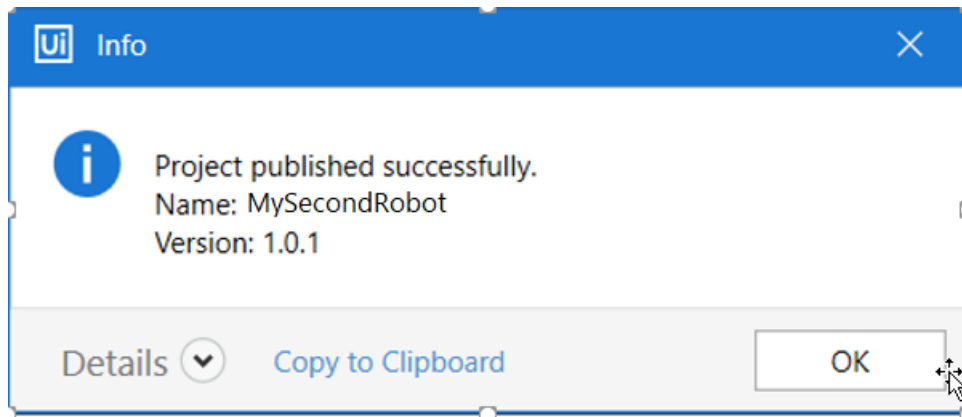 Ui Info
Project published successfully.
Name: MySecondRobot
Version: 1.0.1
Details Copy to Clipboard OK